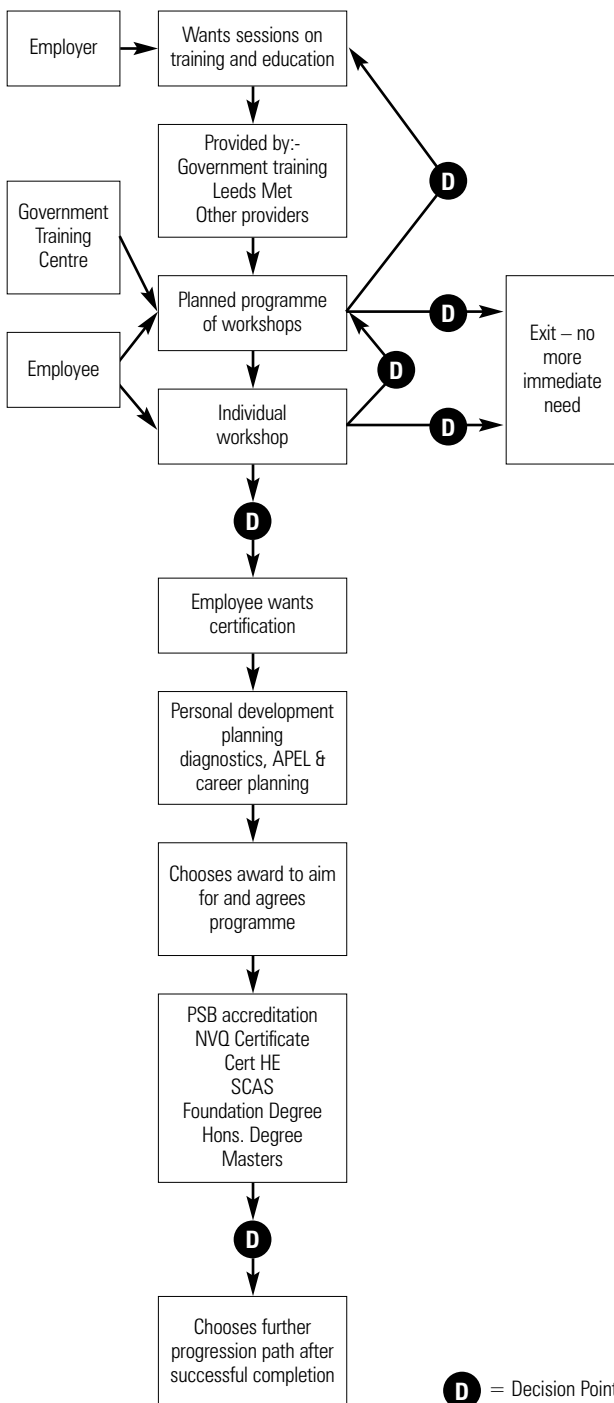 Employer
Wants sessions on
training and education
Provided by:-
Government training
Leeds Met
Other providers
D
Government
Training
Centre
Planned programme
of workshops
D
Exit – no
more
immediate
need
Employee
D
Individual
workshop
D
D
Employee wants
certification
Personal development
planning
diagnostics, APEL &
career planning
Chooses award to aim
for and agrees
programme
PSB accreditation
NVQ Certificate
Cert HE
SCAS
Foundation Degree
Hons. Degree
Masters
D
Chooses further
progression path after
successful completion
D = Decision Point